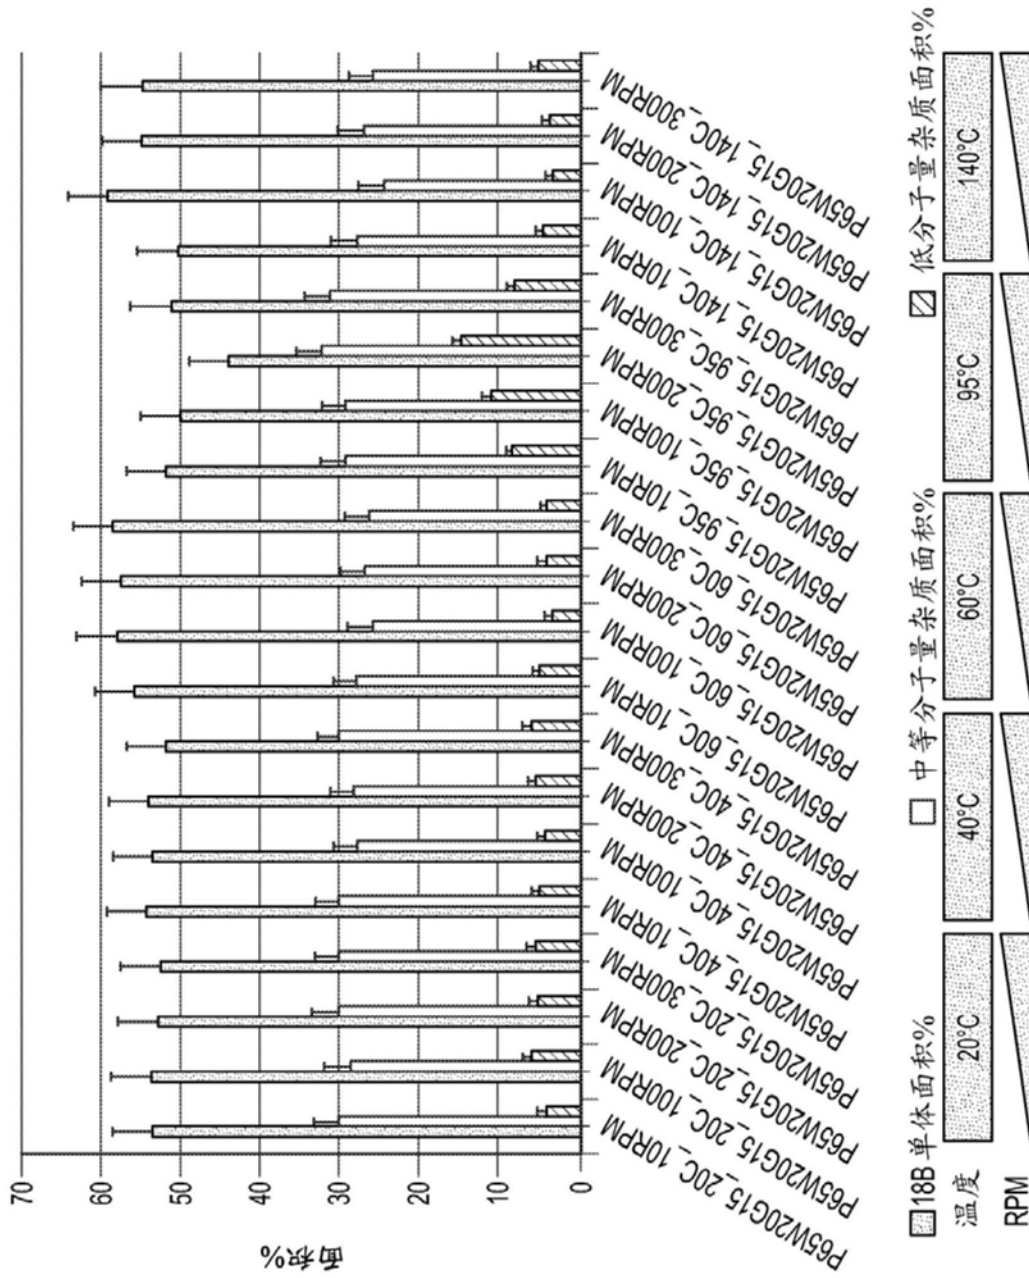 面积%
70
60
50
40
30
20
10
0
P65W20G15_20C_10RPM
P65W20G15_20C_100RPM
P65W20G15_20C_200RPM
P65W20G15_20C_300RPM
P65W20G15_40C_10RPM
P65W20G15_40C_100RPM
P65W20G15_40C_200RPM
P65W20G15_40C_300RPM
P65W20G15_60C_10RPM
P65W20G15_60C_100RPM
P65W20G15_60C_200RPM
P65W20G15_60C_300RPM
P65W20G15_95C_10RPM
P65W20G15_95C_100RPM
P65W20G15_95C_200RPM
P65W20G15_95C_300RPM
P65W20G15_140C_10RPM
P65W20G15_140C_100RPM
P65W20G15_140C_200RPM
P65W20G15_140C_300RPM
18B 单体面积% 中等分子量杂质面积% 低分子量杂质面积%
温度 20°C 40°C 60°C 95°C 140°C
RPM